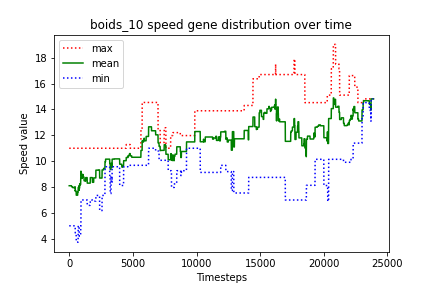 boids_10 speed gene distribution over time
max
mean
min
Speed value
18
16
14
12
10
8
6
4
0
5000
10000
15000
20000
25000
Timesteps